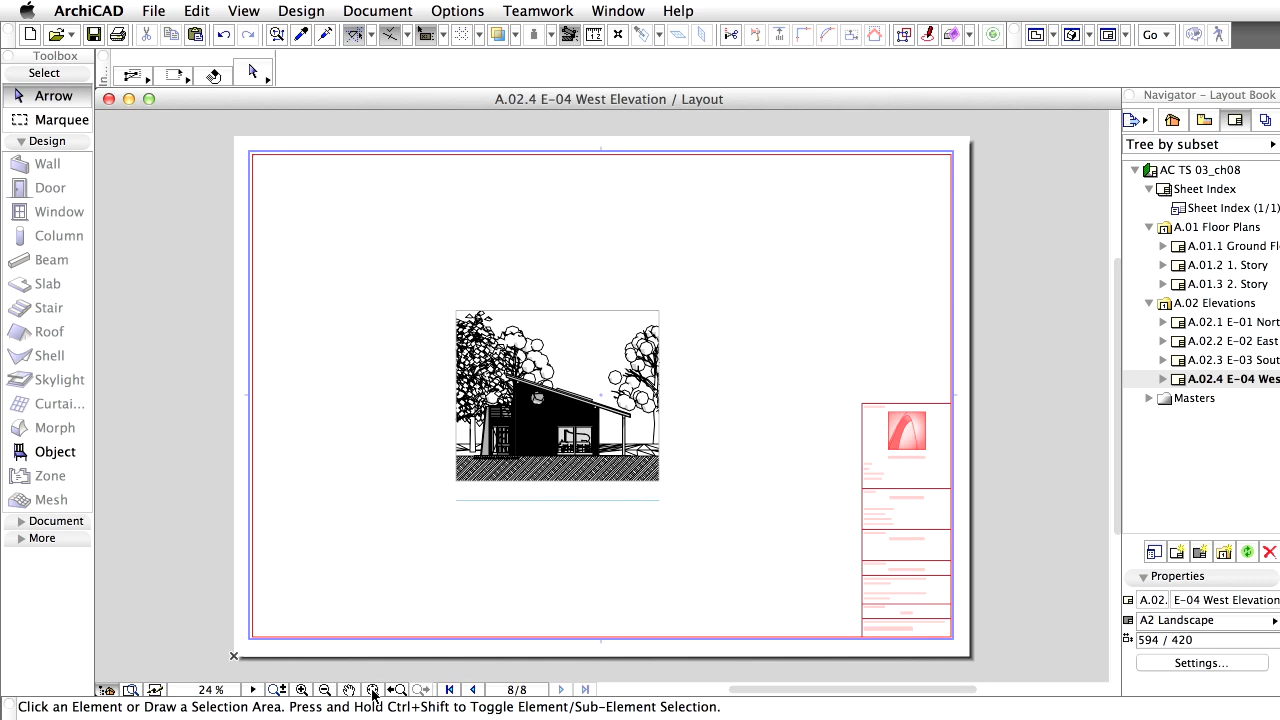 ArchiCAD File Edit View Design Document Options Teamwork Window Help
Go
Toolbox
Select
Arrow
Marquee
Design
Wall
Door
Window
Column
Beam
Slab
Stair
Roof
Shell
Skylight
Curtai...
Morph
Object
Zone
Mesh
Document
More
A.02.4 E-04 West Elevation / Layout
24 %
8/8
Navigator - Layout Book
Tree by subset
AC TS 03_ch08
Sheet Index
Sheet Index (1/1)
A.01 Floor Plans
A.01.1 Ground Fl
A.01.2 1. Story
A.01.3 2. Story
A.02 Elevations
A.02.1 E-01 Nort
A.02.2 E-02 East
A.02.3 E-03 Sout
A.02.4 E-04 Wes
Masters
Properties
A.02. E-04 West Elevation
A2 Landscape
594 / 420
Settings...
Click an Element or Draw a Selection Area. Press and Hold Ctrl+Shift to Toggle Element/Sub-Element Selection.